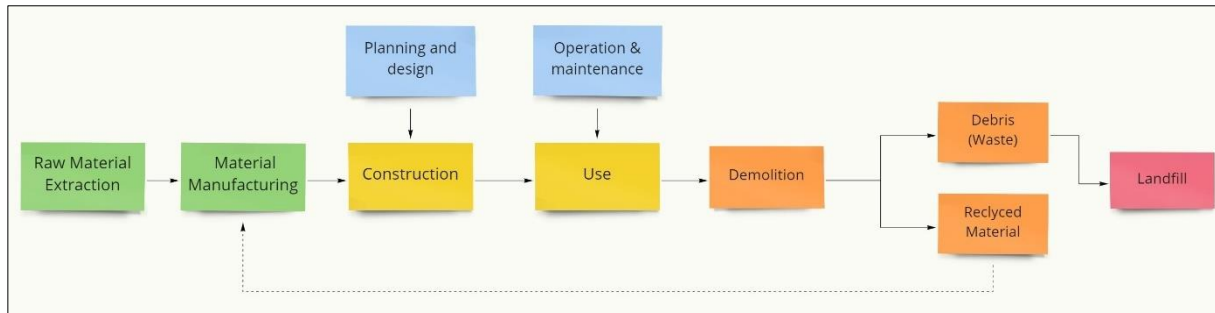 Planning and
design
Operation &
maintenance
Raw Material
Extraction
Material
Manufacturing
Construction
Use
Demolition
Debris
(Waste)
Reclyced
Material
Landfill